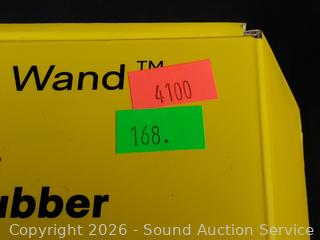 Wand™
4100
168.
ubber
Copyright 2026 - Sound Auction Service